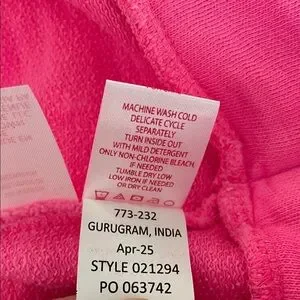 MACHINE WASH COLD
DELICATE CYCLE
SEPARATELY
TURN INSIDE OUT
WITH MILD DETERGENT
ONLY NON-CHLORINE BLEACH,
IF NEEDED
TUMBLE DRY LOW
LOW IRON IF NEEDED
OR DRY CLEAN
773-232
GURUGRAM, INDIA
Apr-25
STYLE 021294
PO 063742